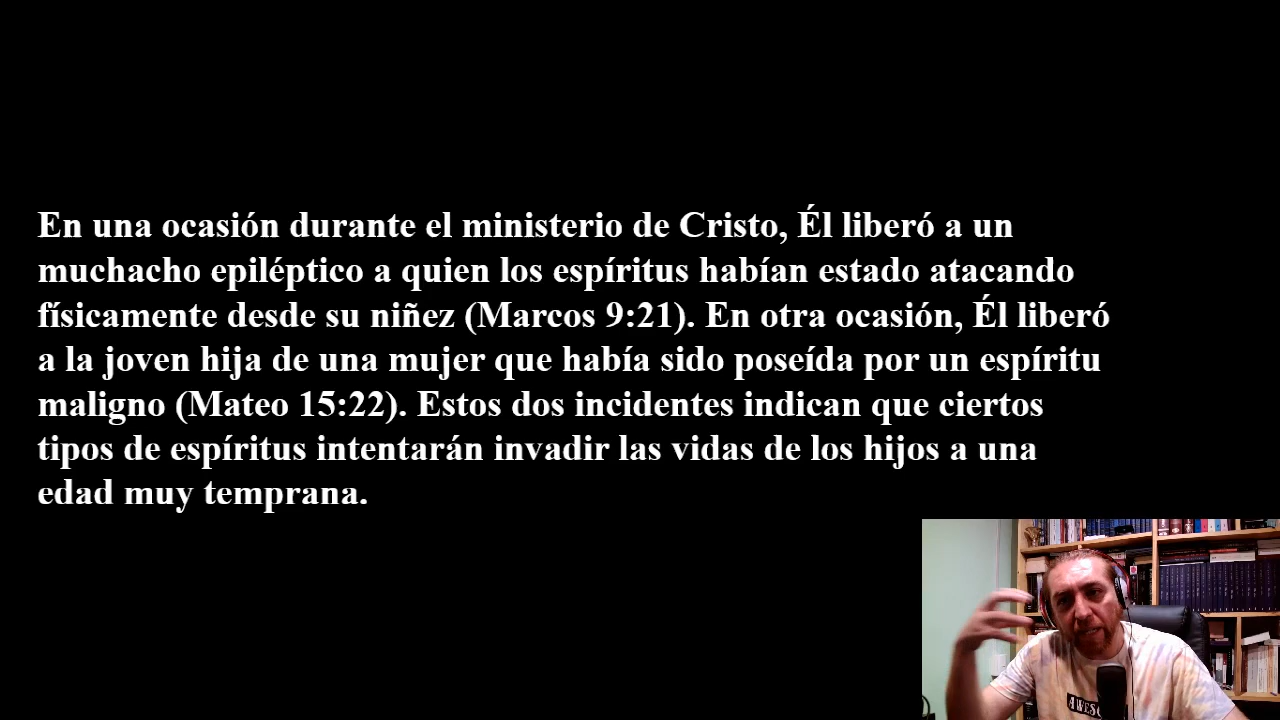 En una ocasión durante el ministerio de Cristo, Él liberó a un
muchacho epiléptico a quien los espíritus habían estado atacando
físicamente desde su niñez (Marcos 9:21). En otra ocasión, Él liberó
a la joven hija de una mujer que había sido poseída por un espíritu
maligno (Mateo 15:22). Estos dos incidentes indican que ciertos
tipos de espíritus intentarán invadir las vidas de los hijos a una
edad muy temprana.